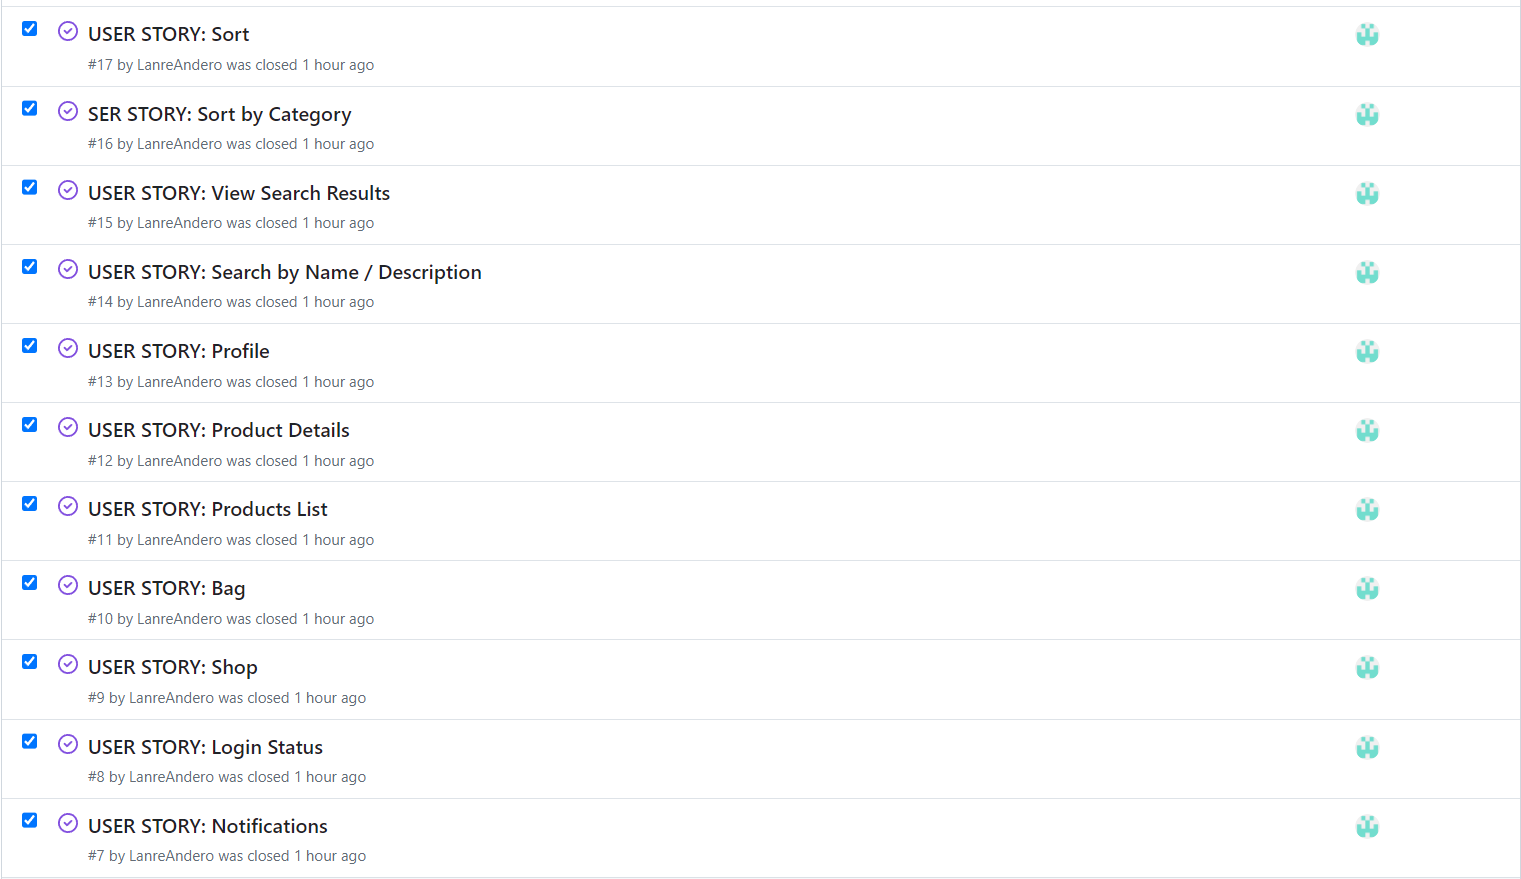 USER STORY: Sort
#17 by LanreAndero was closed 1 hour ago
SER STORY: Sort by Category
#16 by LanreAndero was closed 1 hour ago
USER STORY: View Search Results
#15 by LanreAndero was closed 1 hour ago
USER STORY: Search by Name / Description
#14 by LanreAndero was closed 1 hour ago
USER STORY: Profile
#13 by LanreAndero was closed 1 hour ago
USER STORY: Product Details
#12 by LanreAndero was closed 1 hour ago
USER STORY: Products List
#11 by LanreAndero was closed 1 hour ago
USER STORY: Bag
#10 by LanreAndero was closed 1 hour ago
USER STORY: Shop
#9 by LanreAndero was closed 1 hour ago
USER STORY: Login Status
#8 by LanreAndero was closed 1 hour ago
USER STORY: Notifications
#7 by LanreAndero was closed 1 hour ago